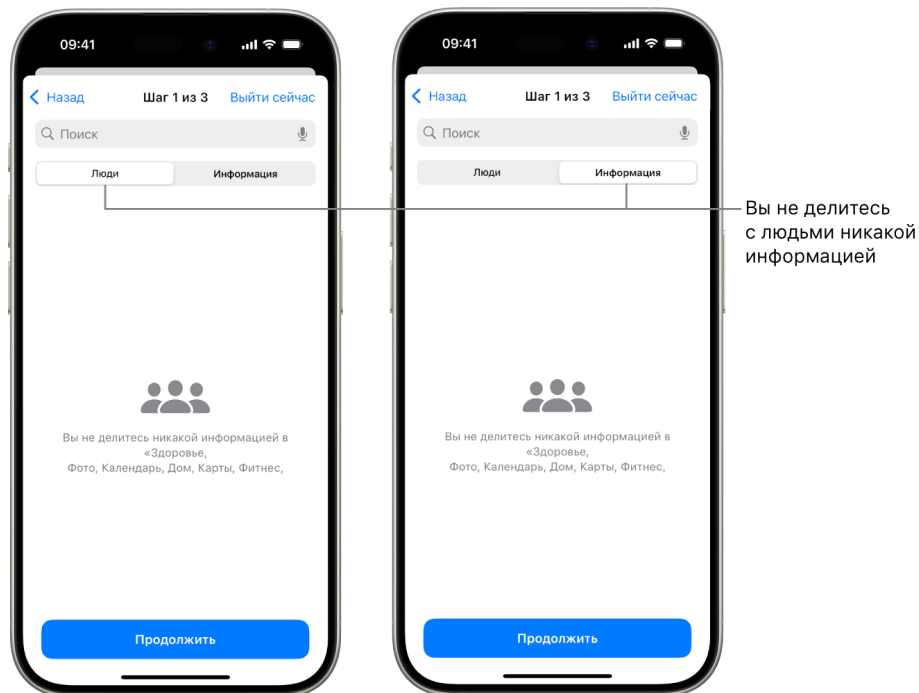 09:41
Назад
Шаг 1 из 3
Выйти сейчас
Поиск
Люди
Информация
Вы не делитесь никакой информацией в
«Здоровье,
Фото, Календарь, Дом, Карты, Фитнес,
Продолжить
09:41
Назад
Шаг 1 из 3
Выйти сейчас
Поиск
Люди
Информация
Вы не делитесь никакой информацией в
«Здоровье,
Фото, Календарь, Дом, Карты, Фитнес,
Продолжить
Вы не делитесь
с людьми никакой
информацией